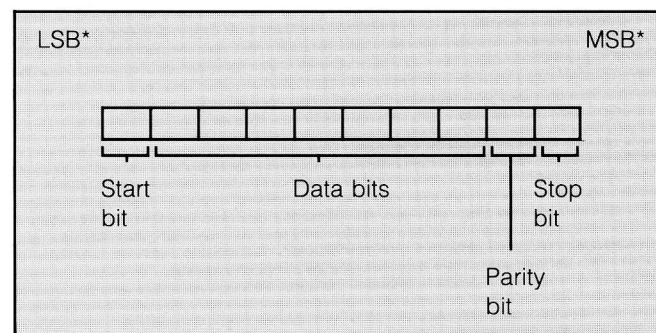 LSB* MSB*
Start
bit
Data bits
Stop
bit
Parity
bit